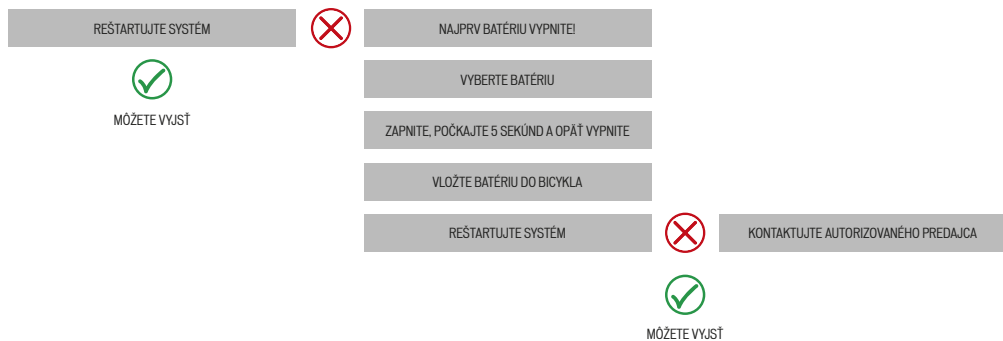 REŠTARTUJTE SYSTÉM
MÔŽETE VYJSŤ
NAJPRV BATÉRIU VYPNITE!
VYBERTE BATÉRIU
ZAPNITE, POČKAJTE 5 SEKÚND A OPÄŤ VYPNITE
VLOŽTE BATÉRIU DO BICYKLA
REŠTARTUJTE SYSTÉM
KONTAKTUJTE AUTORIZOVANÉHO PREDAJCA
MÔŽETE VYJSŤ